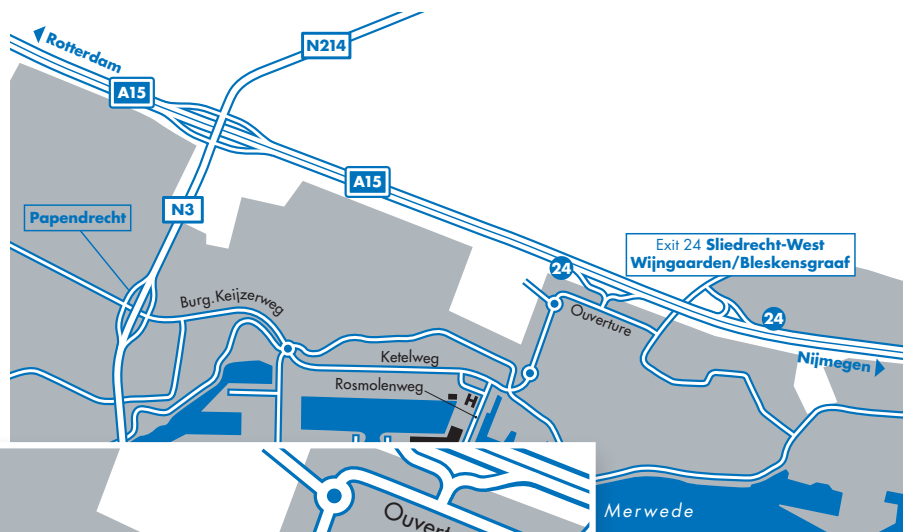 N214
Rotterdam
A15
A15
N3
Papendrecht
Exit 24 Sliedrecht-West
Wijngaarden/Bleskensgraaf
24
24
Burg.Keijzerweg
Ouverture
Ketelweg
Nijmegen
Rosmolenweg
H
Merwede